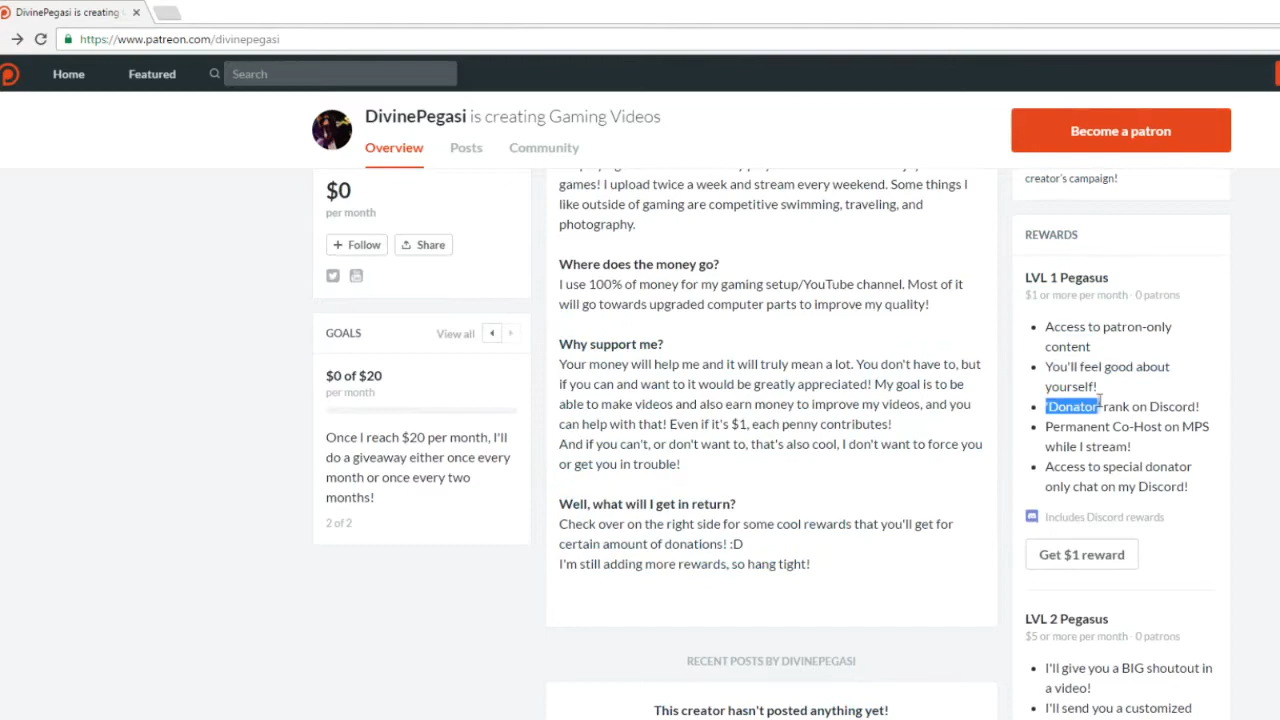 DivinePegasi is creating
https://www.patreon.com/divinepegasi
Home
Featured
Search
DivinePegasi is creating Gaming Videos
Overview
Posts
Community
Become a patron
$0
per month
+ Follow
Share
GOALS
View all
$0 of $20
per month
Once I reach $20 per month, I'll
do a giveaway either once every
month or once every two
months!
2 of 2
games! I upload twice a week and stream every weekend. Some things I
like outside of gaming are competitive swimming, traveling, and
photography.
Where does the money go?
I use 100% of money for my gaming setup/YouTube channel. Most of it
will go towards upgraded computer parts to improve my quality!
Why support me?
Your money will help me and it will truly mean a lot. You don't have to, but
if you can and want to it would be greatly appreciated! My goal is to be
able to make videos and also earn money to improve my videos, and you
can help with that! Even if it's $1, each penny contributes!
And if you can't, or don't want to, that's also cool, I don't want to force you
or get you in trouble!
Well, what will I get in return?
Check over on the right side for some cool rewards that you'll get for
certain amount of donations! :D
I'm still adding more rewards, so hang tight!
RECENT POSTS BY DIVINEPEGASI
This creator hasn't posted anything yet!
creator's campaign!
REWARDS
LVL 1 Pegasus
$1 or more per month · 0 patrons
Access to patron-only
content
You'll feel good about
yourself!
'Donator' rank on Discord!
Permanent Co-Host on MPS
while I stream!
Access to special donator
only chat on my Discord!
Includes Discord rewards
Get $1 reward
LVL 2 Pegasus
$5 or more per month · 0 patrons
I'll give you a BIG shoutout in
a video!
I'll send you a customized